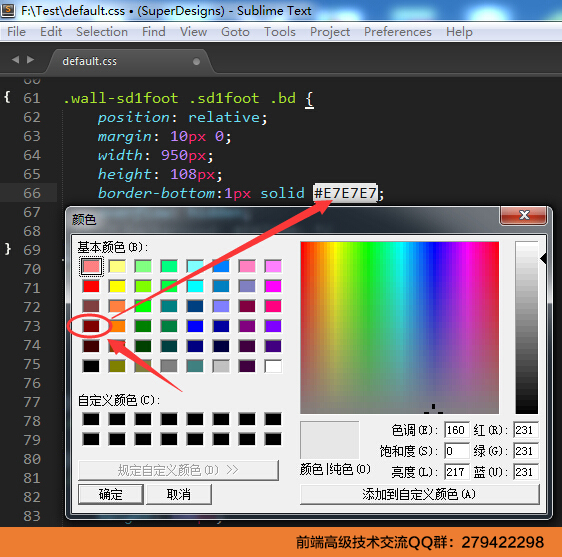 F:\Test\default.css • (SuperDesigns) - Sublime Text
File Edit Selection Find View Goto Tools Project Preferences Help
default.css
60
{ 61 .wall-sd1foot .sd1foot .bd {
62 position: relative;
63 margin: 10px 0;
64 width: 950px;
65 height: 108px;
66 border-bottom:1px solid #E7E7E7;
67
68
} 69
70
71
72
73
74
75
76
77
78
79
80
81
82
83
颜色
基本颜色(B):
自定义颜色(C):
规定自定义颜色(D) >>
确定 取消
颜色|纯色(O)
色调(E): 160 红(R): 231
饱和度(S): 0 绿(G): 231
亮度(L): 217 蓝(U): 231
添加到自定义颜色(A)
前端高级技术交流QQ群：279422298